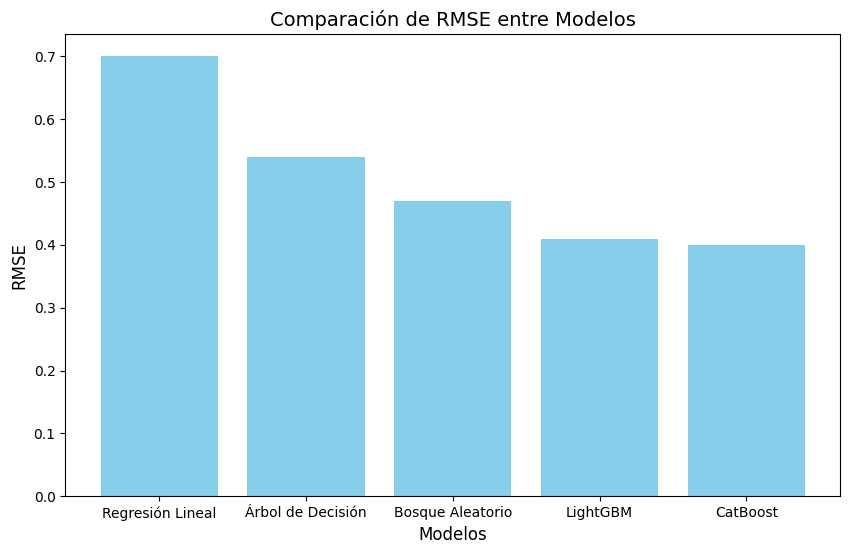 Comparación de RMSE entre Modelos
RMSE
0.7
0.6
0.5
0.4
0.3
0.2
0.1
0.0
Regresión Lineal
Árbol de Decisión
Bosque Aleatorio
LightGBM
CatBoost
Modelos